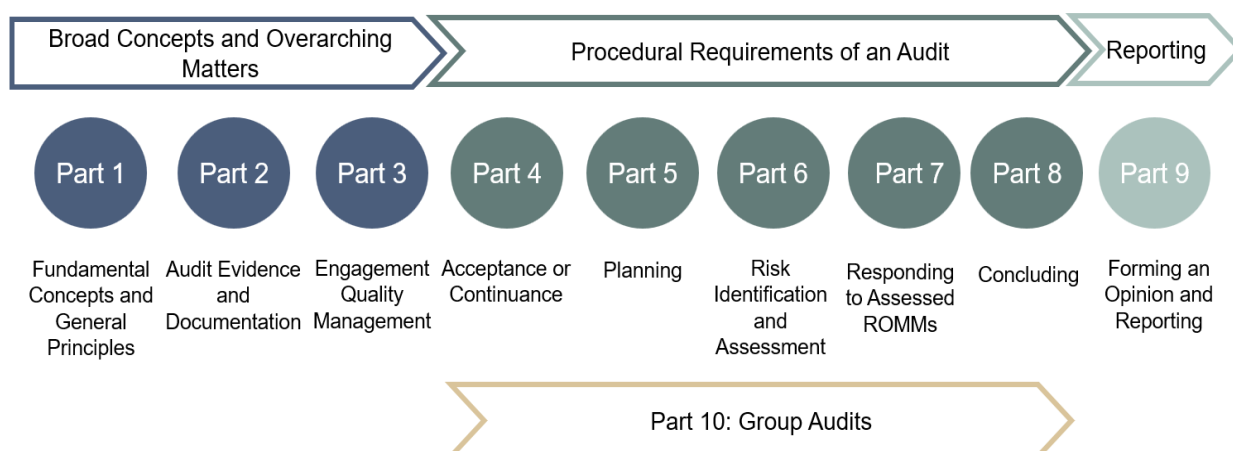 Broad Concepts and Overarching
Matters
Procedural Requirements of an Audit
Reporting
Part 1
Part 2
Part 3
Part 4
Part 5
Part 6
Part 7
Part 8
Part 9
Fundamental
Concepts and
General
Principles
Audit Evidence
and
Documentation
Engagement
Quality
Management
Acceptance or
Continuance
Planning
Risk
Identification
and
Assessment
Responding
to Assessed
ROMMs
Concluding
Forming an
Opinion and
Reporting
Part 10: Group Audits